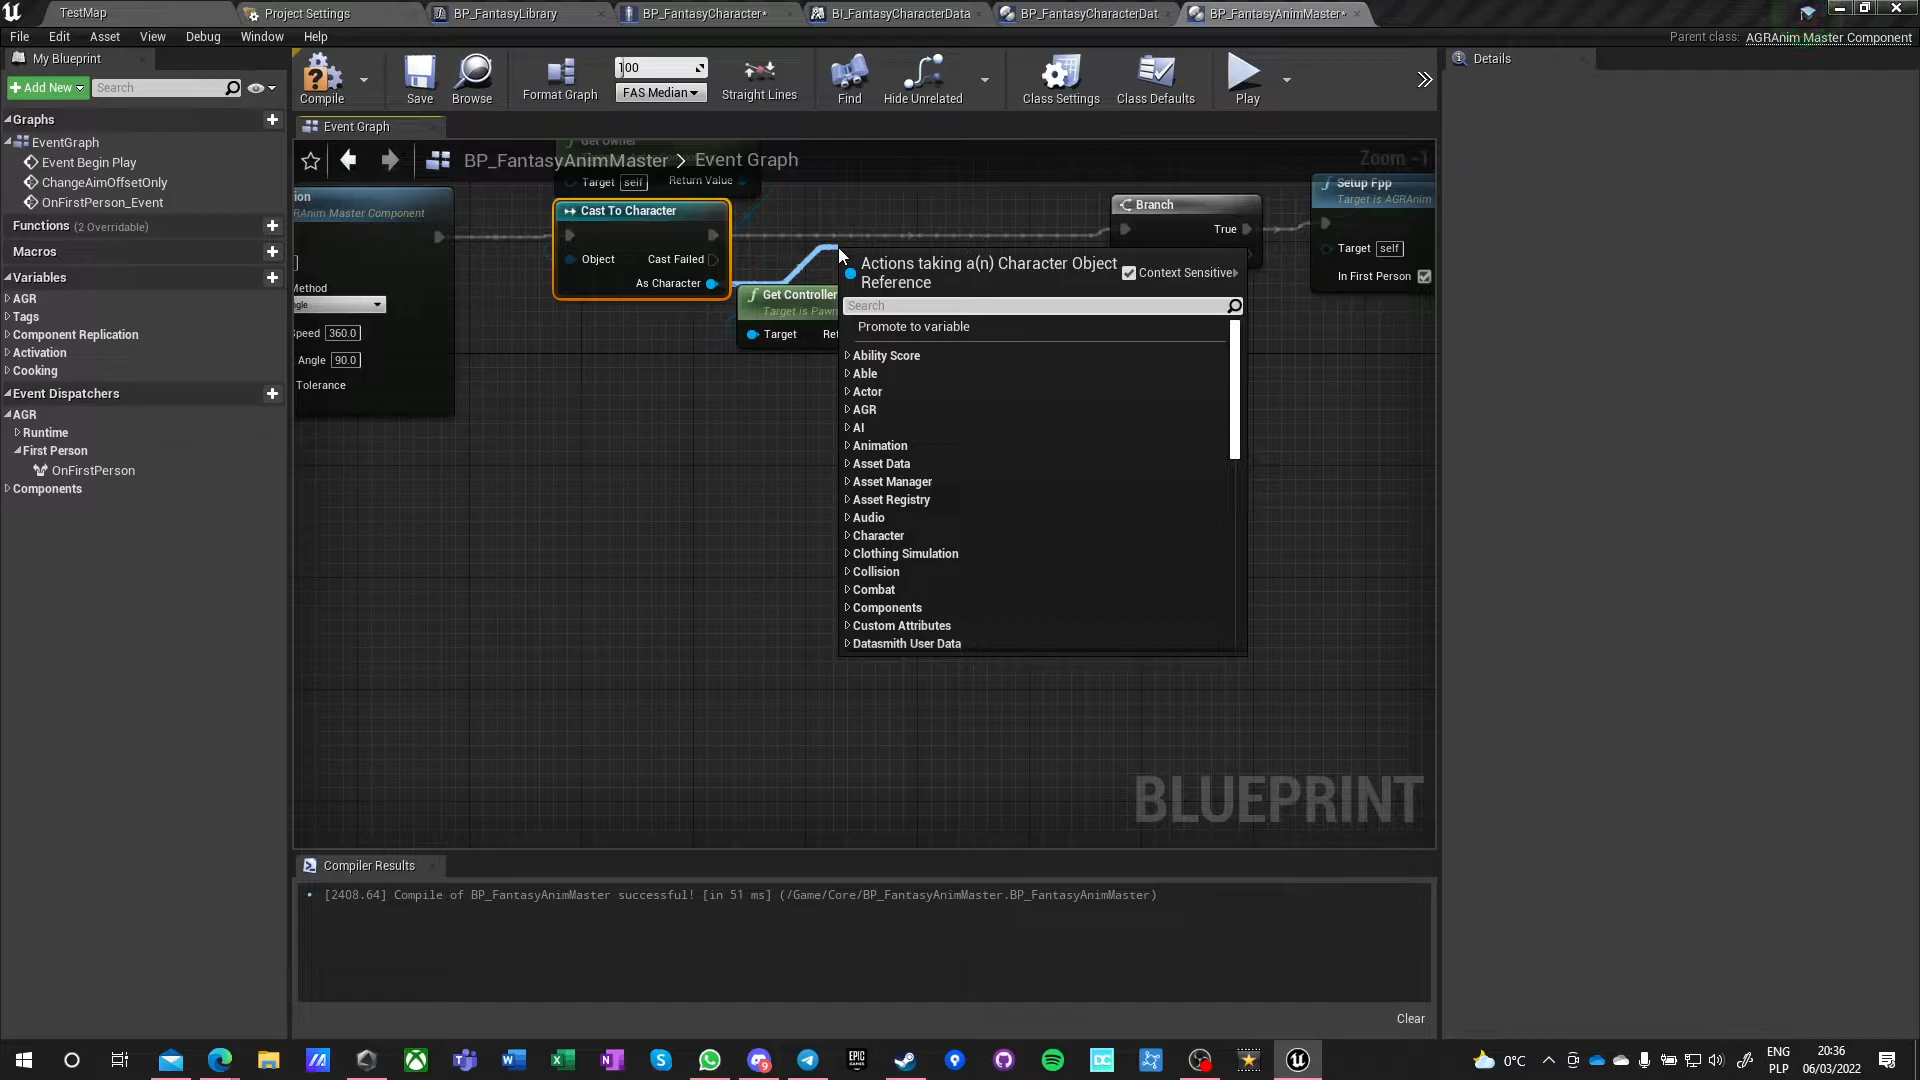 TestMap
Project Settings
BP_FantasyLibrary
BP_FantasyCharacter*
BI_FantasyCharacterData
BP_FantasyCharacterDat
BP_FantasyAnimMaster*
File Edit Asset View Debug Window Help
Parent class: AGRAnim Master Component
My Blueprint
Add New
Search
Compile
Save
Browse
Format Graph
100
FAS Median
Straight Lines
Find
Hide Unrelated
Class Settings
Class Defaults
Play
Details
Graphs
EventGraph
Event Begin Play
ChangeAimOffsetOnly
OnFirstPerson_Event
Functions (2 Overridable)
Macros
Variables
AGR
Tags
Component Replication
Activation
Cooking
Event Dispatchers
AGR
Runtime
First Person
OnFirstPerson
Components
Event Graph
BP_FantasyAnimMaster > Event Graph
Zoom -1
Get Owner
Target self Return Value
ion
RAnim Master Component
Method
ngle
peed 360.0
Angle 90.0
Tolerance
Cast To Character
Object
Cast Failed
As Character
Get Controller
Target is Pawn
Target
Ret
Branch
True
Setup Fpp
Target is AGRAnim
Target self
In First Person
Actions taking a(n) Character Object
Reference
Context Sensitive
Search
Promote to variable
Ability Score
Able
Actor
AGR
AI
Animation
Asset Data
Asset Manager
Asset Registry
Audio
Character
Clothing Simulation
Collision
Combat
Components
Custom Attributes
Datasmith User Data
BLUEPRINT
Compiler Results
[2408.64] Compile of BP_FantasyAnimMaster successful! [in 51 ms] (/Game/Core/BP_FantasyAnimMaster.BP_FantasyAnimMaster)
Clear
0°C
ENG
PLP
20:36
06/03/2022